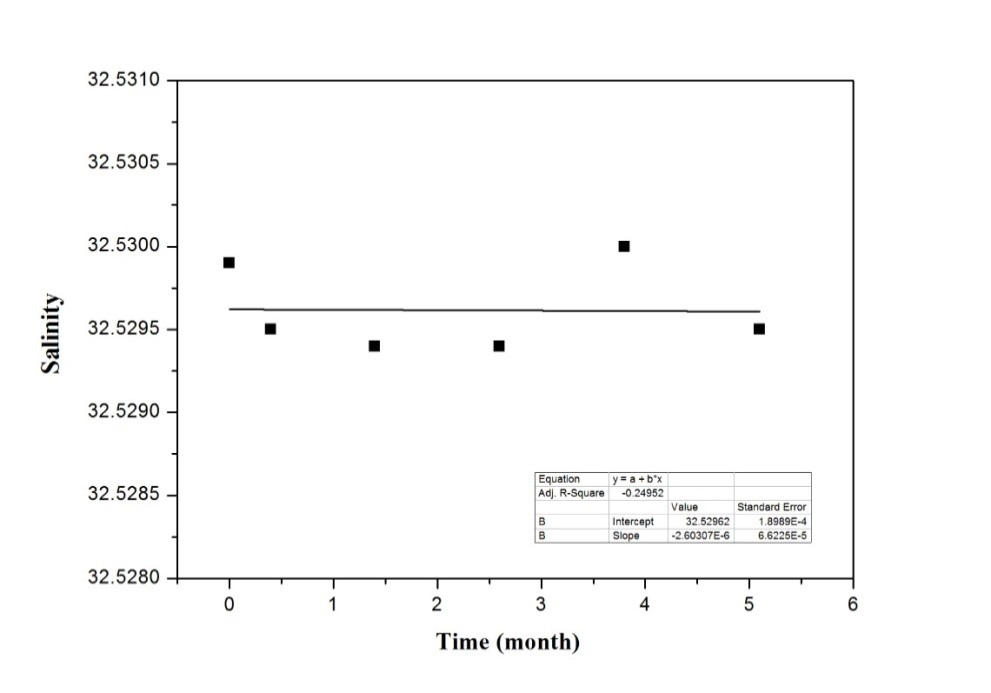 32.5310
32.5305
32.5300
32.5295
32.5290
32.5285
32.5280
Salinity
Equation y = a + b*x
Adj. R-Square -0.24952
Value Standard Error
B Intercept 32.52962 1.8989E-4
B Slope -2.60307E-6 6.6225E-5
0 1 2 3 4 5 6
Time (month)